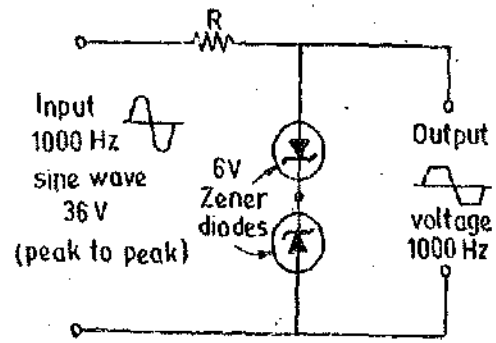 R
Input
1000 Hz
sine wave
36 V
(peak to peak)
6V
Zener
diodes
Output
voltage
1000 Hz